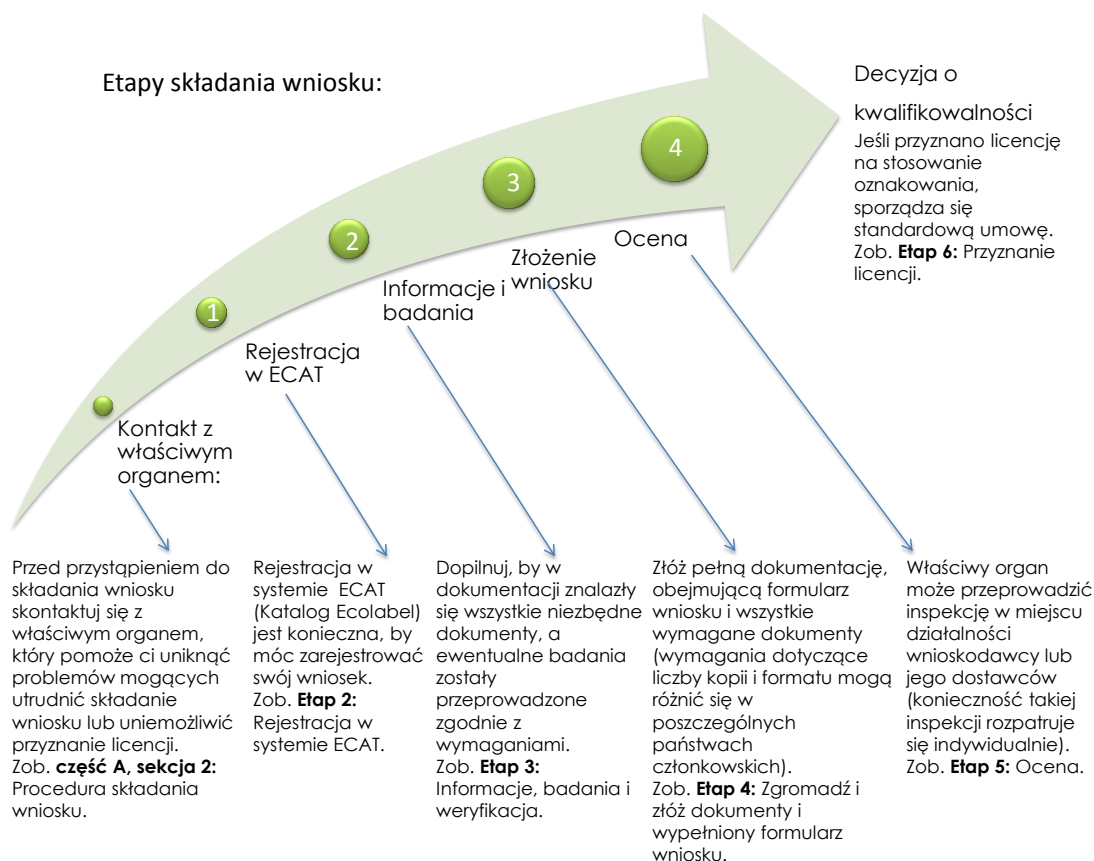 Etapy składania wniosku:
Decyzja o
kwalifikowalności
Jeśli przyznano licencję
na stosowanie
oznakowania,
sporządza się
standardową umowę.
Zob. Etap 6: Przyznanie
licencji.
4
3
2
1
Ocena
Złożenie
wniosku
Informacje i
badania
Rejestracja
w ECAT
Kontakt z
właściwym
organem:
Przed przystąpieniem do
składania wniosku
skontaktuj się z
właściwym organem,
który pomoże ci uniknąć
problemów mogących
utrudnić składanie
wniosku lub uniemożliwić
przyznanie licencji.
Zob. część A, sekcja 2:
Procedura składania
wniosku.
Rejestracja w
systemie ECAT
(Katalog Ecolabel)
jest konieczna, by
móc zarejestrować
swój wniosek.
Zob. Etap 2:
Rejestracja w
systemie ECAT.
Dopilnuj, by w
dokumentacji znalazły
się wszystkie niezbędne
dokumenty, a
ewentualne badania
zostały
przeprowadzone
zgodnie z
wymaganiami.
Zob. Etap 3:
Informacje, badania i
weryfikacja.
Złóż pełną dokumentację,
obejmującą formularz
wniosku i wszystkie
wymagane dokumenty
(wymagania dotyczące
liczby kopii i formatu mogą
różnić się w
poszczególnych
państwach
członkowskich).
Zob. Etap 4: Zgromadź i
złóż dokumenty i
wypełniony formularz
wniosku.
Właściwy organ
może przeprowadzić
inspekcję w miejscu
działalności
wnioskodawcy lub
jego dostawców
(konieczność takiej
inspekcji rozpatruje
się indywidualnie).
Zob. Etap 5: Ocena.